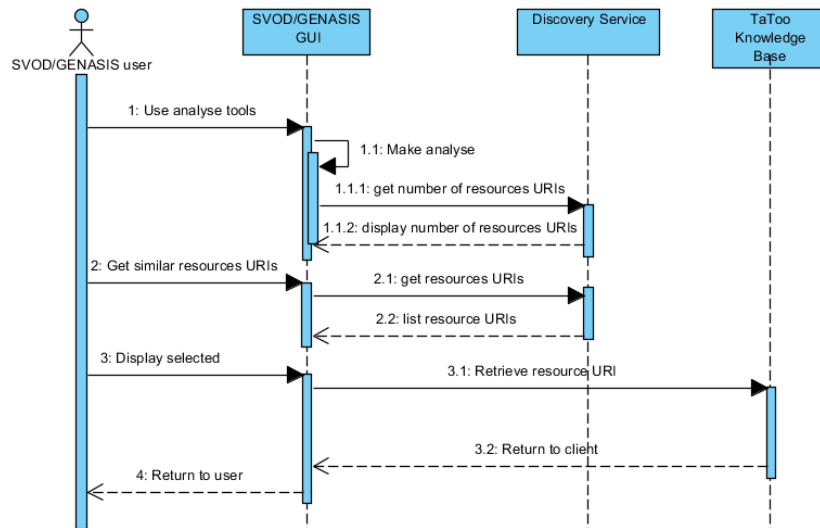 SVOD/GENASIS
GUI
Discovery Service
TaToo
Knowledge
Base
SVOD/GENASIS user
1: Use analyse tools
1.1: Make analyse
1.1.1: get number of resources URIs
1.1.2: display number of resources URIs
2: Get similar resources URIs
2.1: get resources URIs
2.2: list resource URIs
3: Display selected
3.1: Retrieve resource URI
3.2: Return to client
4: Return to user